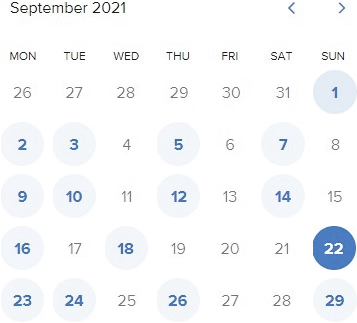 September 2021
MON TUE WED THU FRI SAT SUN
26 27 28 29 30 31 1
2 3 4 5 6 7 8
9 10 11 12 13 14 15
16 17 18 19 20 21 22
23 24 25 26 27 28 29